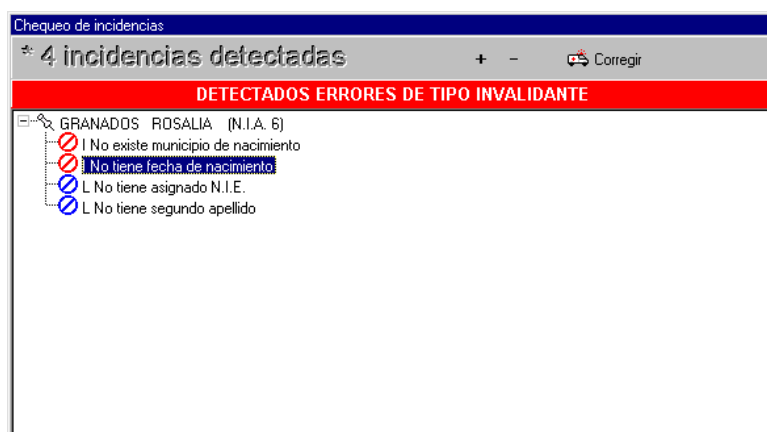 Chequeo de incidencias
* 4 incidencias detectadas + - Corregir
DETECTADOS ERRORES DE TIPO INVALIDANTE
GRANADOS ROSALIA (N.I.A. 6)
I No existe municipio de nacimiento
I No tiene fecha de nacimiento
L No tiene asignado N.I.E.
L No tiene segundo apellido